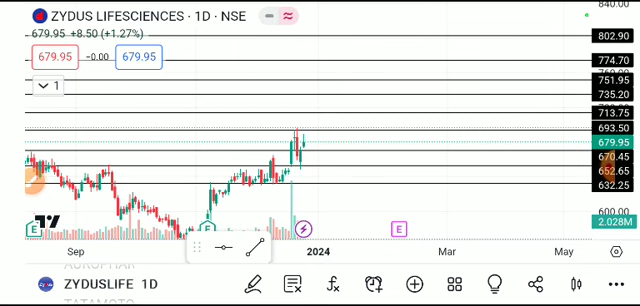 840.00
ZYDUS LIFESCIENCES · 1D · NSE
679.95 +8.50 (+1.27%)
802.90
679.95 −0.00 679.95
774.70
751.95
1
735.20
713.75
693.50
679.95
670.45
652.65
632.25
600.00
E E E
2.028M
Sep 2024 Mar May
ZYDUSLIFE 1D